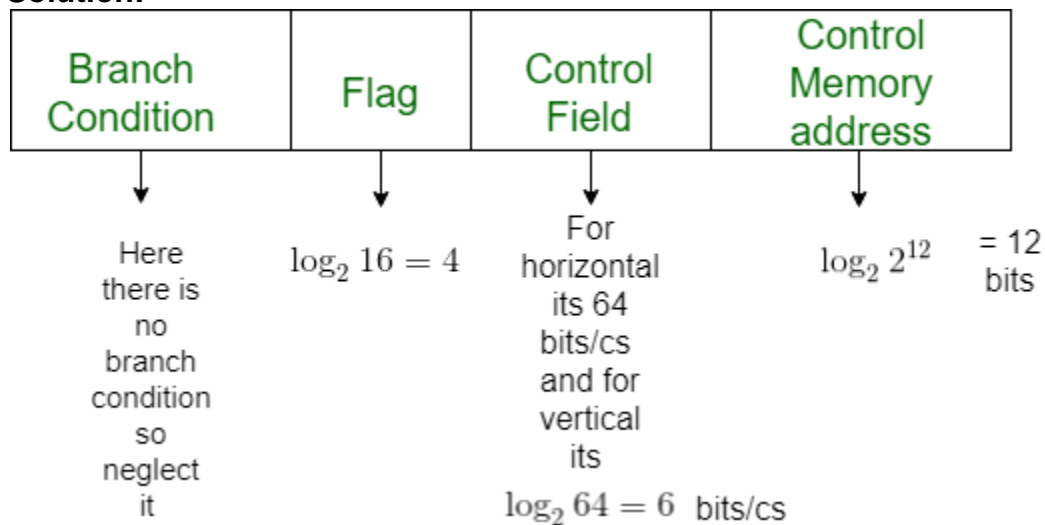 Solution:
Branch
Condition
Flag
Control
Field
Control
Memory
address
Here
there is
no
branch
condition
so
neglect
it
log₂ 16 = 4
For
horizontal
its 64
bits/cs
and for
vertical
its
log₂ 64 = 6 bits/cs
log₂ 2¹²
= 12
bits